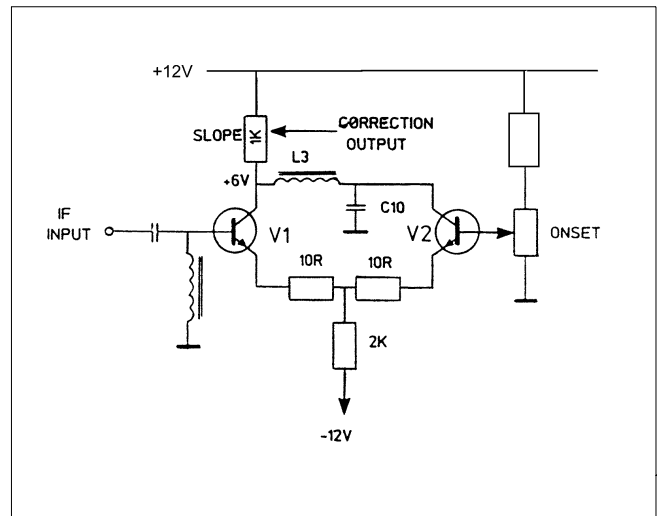 +12V
SLOPE
1K
CORRECTION
OUTPUT
L3
+6V
C10
IF
INPUT
V1
V2
ONSET
10R
10R
2K
-12V